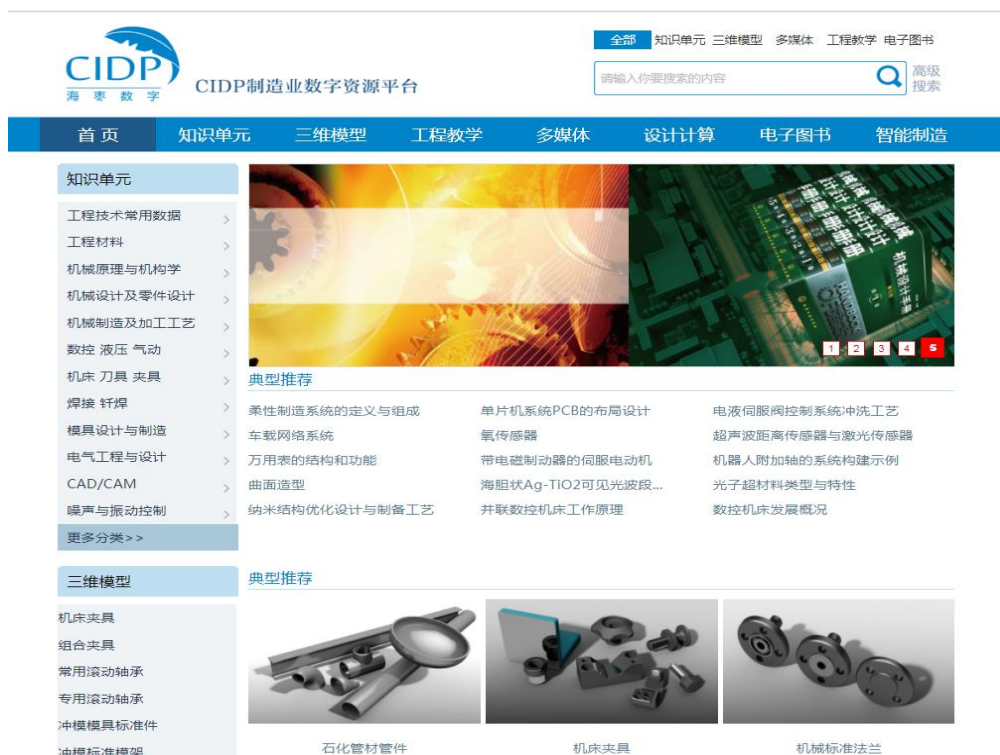 全部 知识单元 三维模型 多媒体 工程教学 电子图书
CIDP
海枣数字
CIDP制造业数字资源平台
请输入你要搜索的内容
高级
搜索
首页 知识单元 三维模型 工程教学 多媒体 设计计算 电子图书 智能制造
知识单元
工程技术常用数据
工程材料
机械原理与机构学
机械设计及零件设计
机械制造及加工工艺
数控 液压 气动
机床 刀具 夹具
焊接 钎焊
模具设计与制造
电气工程与设计
CAD/CAM
噪声与振动控制
更多分类>>
机械设计手册
HANDBOOK
1 2 3 4 5
典型推荐
柔性制造系统的定义与组成 单片机系统PCB的布局设计 电液伺服阀控制系统冲洗工艺
车载网络系统 氧传感器 超声波距离传感器与激光传感器
万用表的结构和功能 带电磁制动器的伺服电动机 机器人附加轴的系统构建示例
曲面造型 海胆状Ag-TiO2可见光波段... 光子超材料类型与特性
纳米结构优化设计与制备工艺 并联数控机床工作原理 数控机床发展概况
三维模型
机床夹具
组合夹具
常用滚动轴承
专用滚动轴承
冲模模具标准件
冲模标准模架
典型推荐
石化管材管件 机床夹具 机械标准法兰